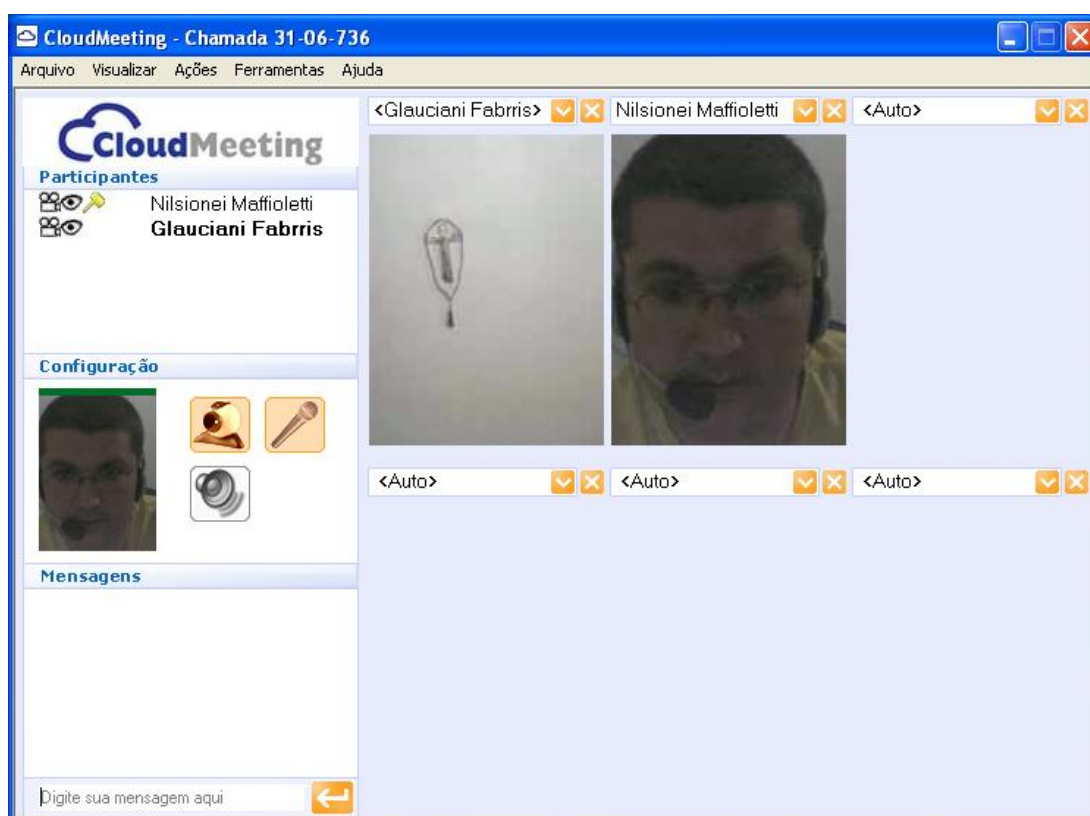 CloudMeeting - Chamada 31-06-736
Arquivo Visualizar Ações Ferramentas Ajuda
CloudMeeting
Participantes
Nilsionei Maffioletti
Glauciani Fabrris
Configuração
Mensagens
Digite sua mensagem aqui
<Glauciani Fabrris> Nilsionei Maffioletti <Auto>
<Auto> <Auto> <Auto>